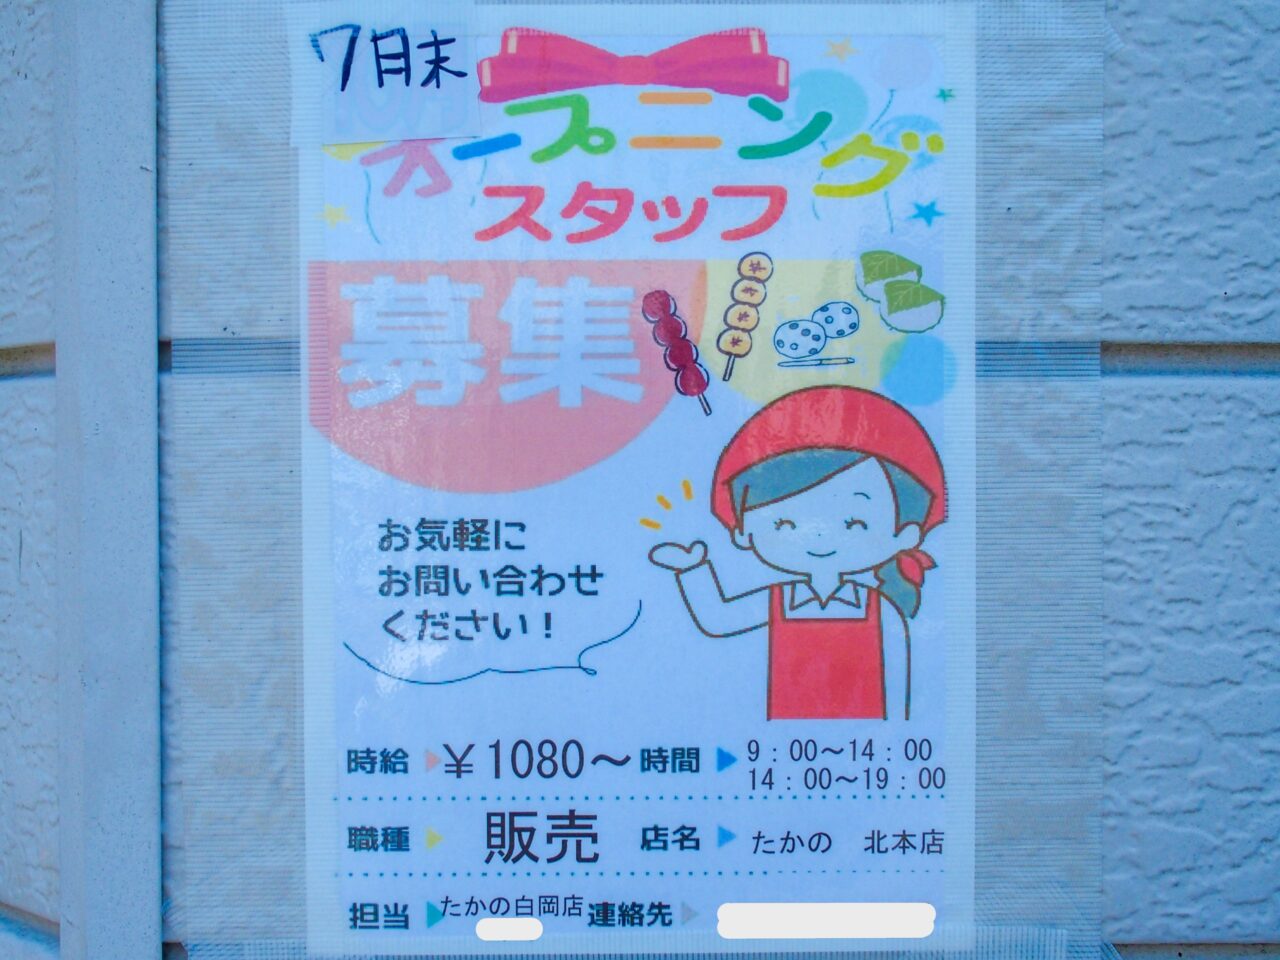 7月末
オープニング
スタッフ
募集
お気軽に
お問い合わせ
ください！
時給 ￥1080〜 時間 9：00〜14：00
14：00〜19：00
職種 販売 店名 たかの 北本店
担当 たかの白岡店 連絡先